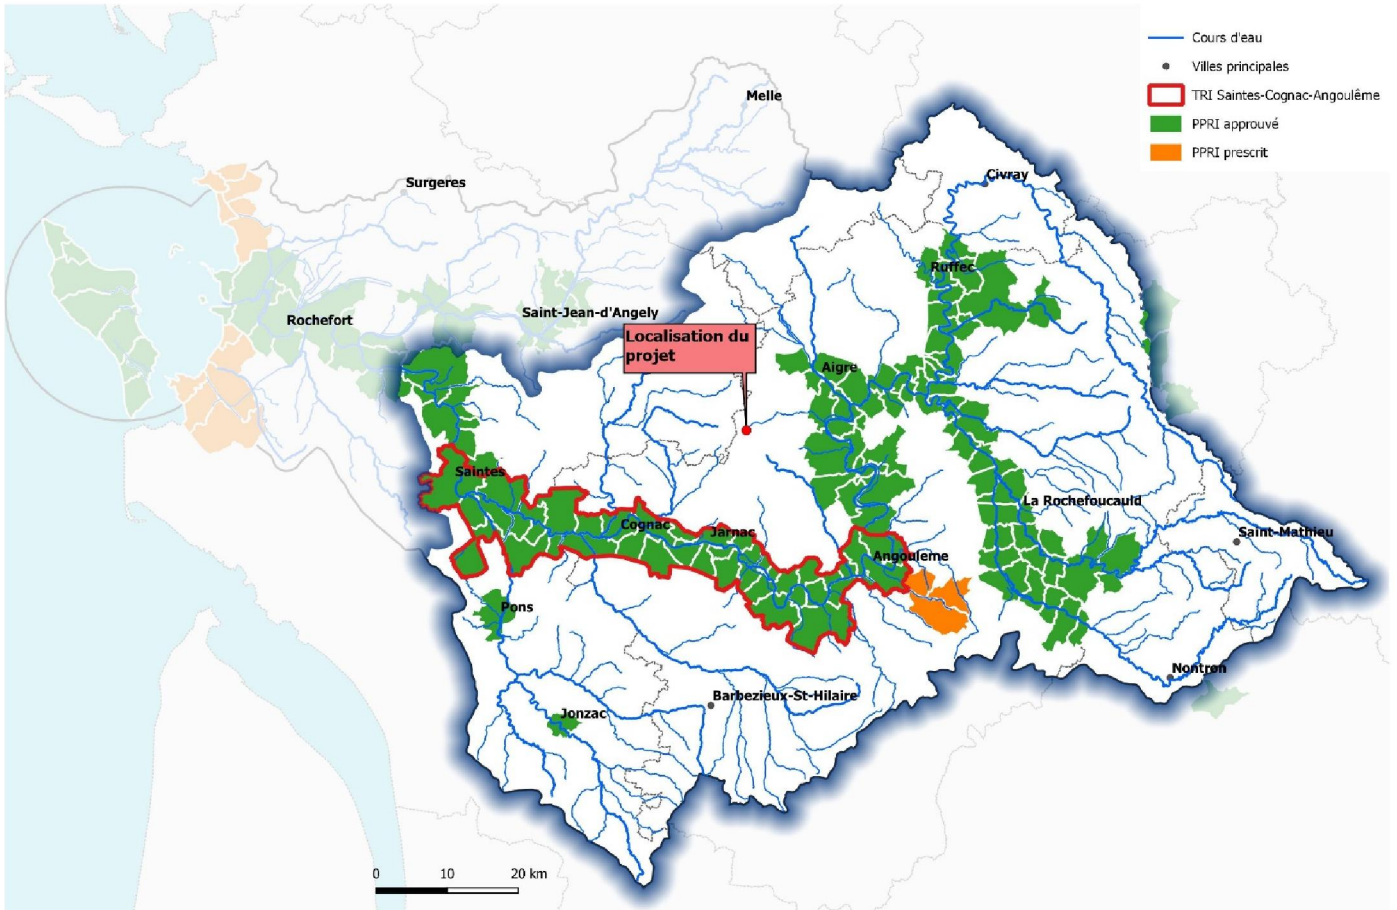 Cours d'eau
Villes principales
TRI Saintes-Cognac-Angoulême
PPRI approuvé
PPRI prescrit
Melle
Civray
Surgeres
Ruffec
Saint-Jean-d'Angely
Rochefort
Localisation du
projet
Aigre
Saintes
La Rochefoucauld
Cognac
Jarnac
Saint-Mathieu
Angouleme
Pons
Nontron
Barbezieux-St-Hilaire
Jonzac
0 10 20 km